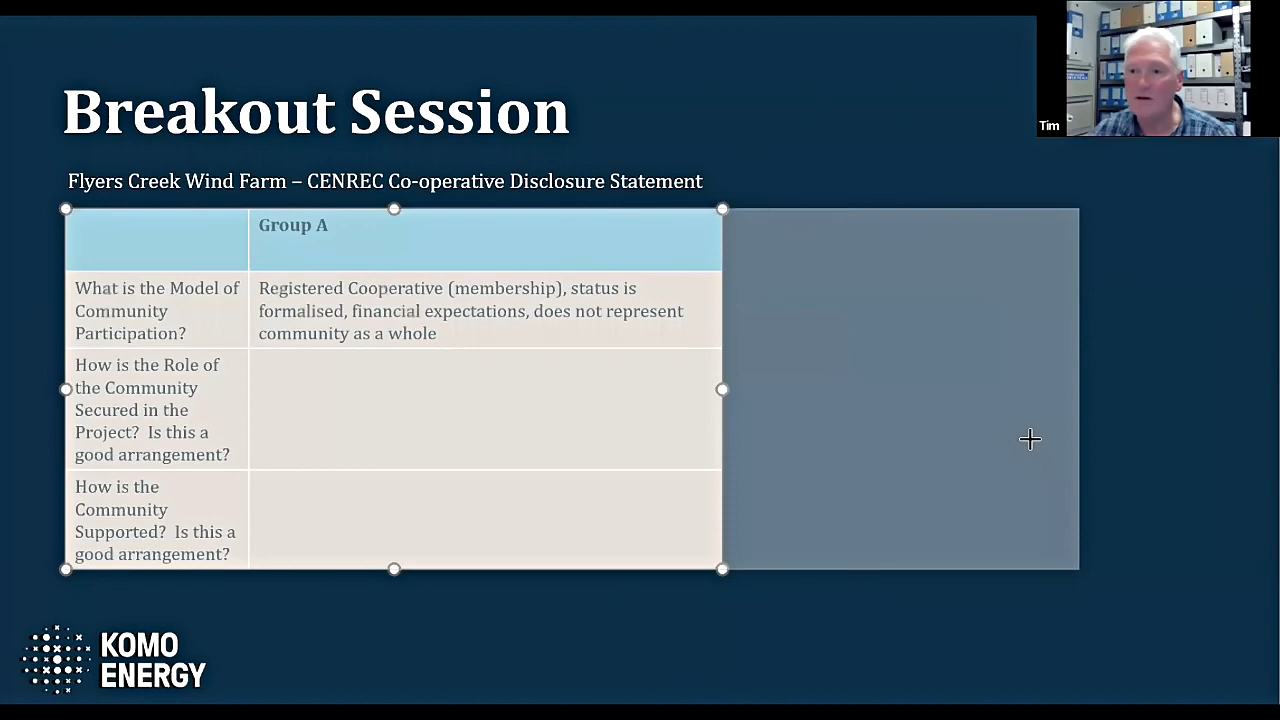 Breakout Session
Tim
Flyers Creek Wind Farm – CENREC Co-operative Disclosure Statement
Group A
What is the Model of
Community
Participation?
Registered Cooperative (membership), status is
formalised, financial expectations, does not represent
community as a whole
How is the Role of
the Community
Secured in the
Project? Is this a
good arrangement?
How is the
Community
Supported? Is this a
good arrangement?
KOMO
ENERGY